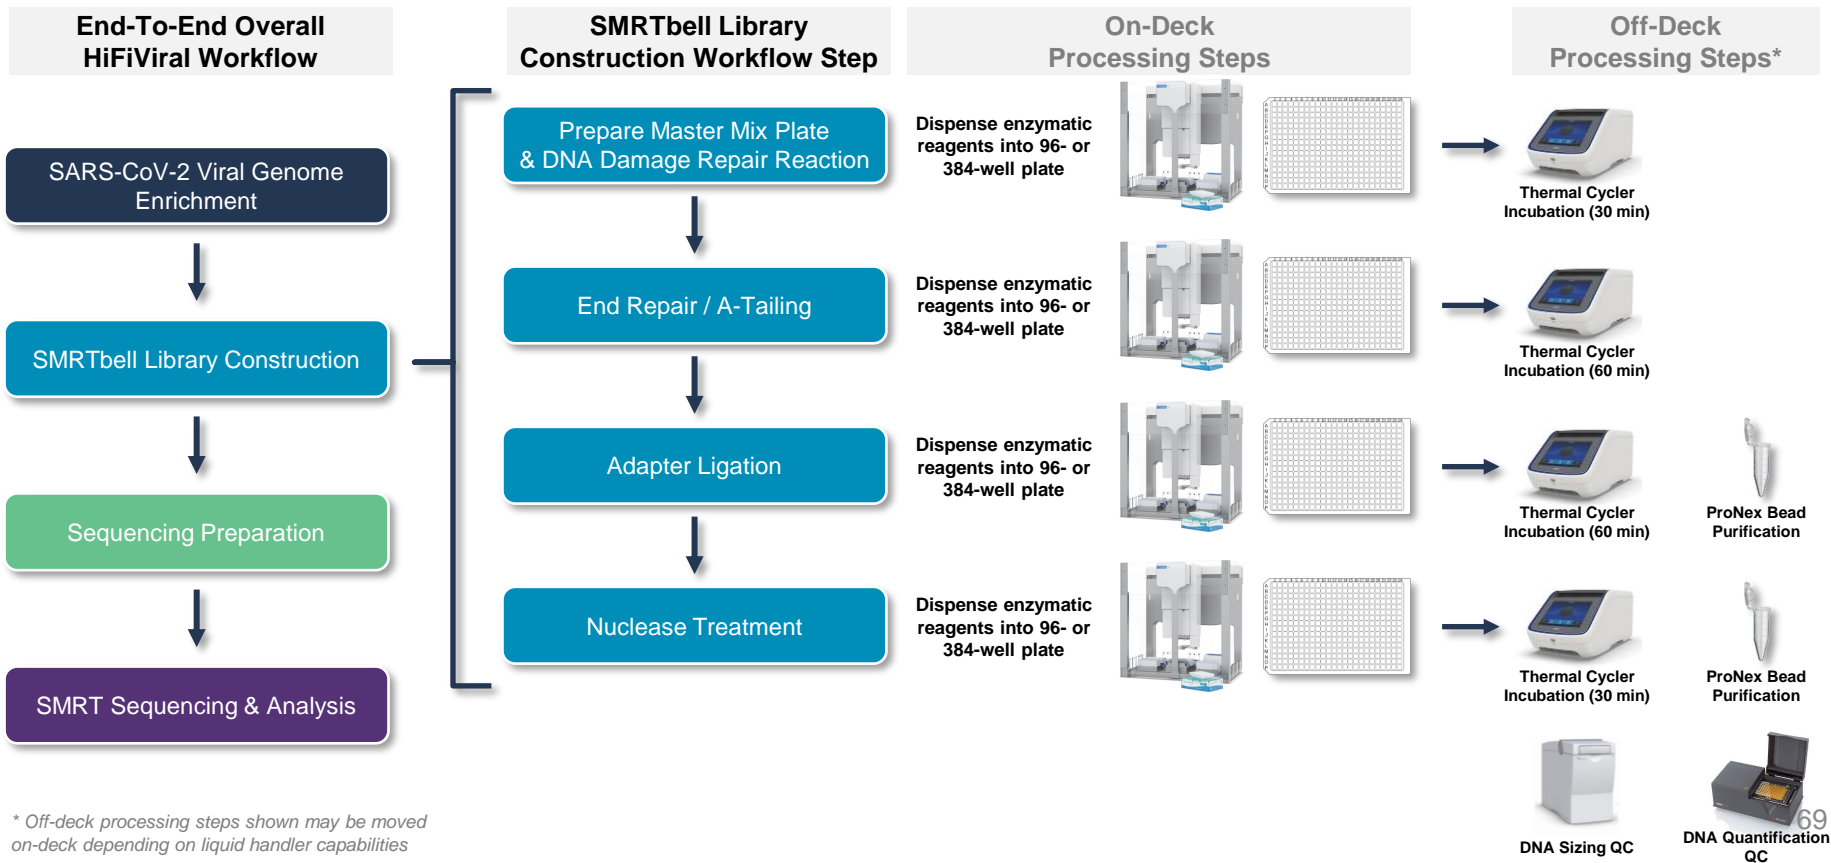 End-To-End Overall
HiFiViral Workflow
SMRTbell Library
Construction Workflow Step
On-Deck
Processing Steps
Off-Deck
Processing Steps*
SARS-CoV-2 Viral Genome
Enrichment
SMRTbell Library Construction
Sequencing Preparation
SMRT Sequencing & Analysis
Prepare Master Mix Plate
& DNA Damage Repair Reaction
Dispense enzymatic
reagents into 96- or
384-well plate
Thermal Cycler
Incubation (30 min)
End Repair / A-Tailing
Dispense enzymatic
reagents into 96- or
384-well plate
Thermal Cycler
Incubation (60 min)
Adapter Ligation
Dispense enzymatic
reagents into 96- or
384-well plate
Thermal Cycler
Incubation (60 min)
ProNex Bead
Purification
Nuclease Treatment
Dispense enzymatic
reagents into 96- or
384-well plate
Thermal Cycler
Incubation (30 min)
ProNex Bead
Purification
DNA Sizing QC
DNA Quantification
QC
* Off-deck processing steps shown may be moved
on-deck depending on liquid handler capabilities
69